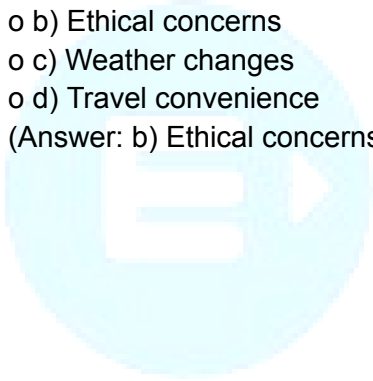 o b) Ethical concerns
o c) Weather changes
o d) Travel convenience
(Answer: b) Ethical concerns